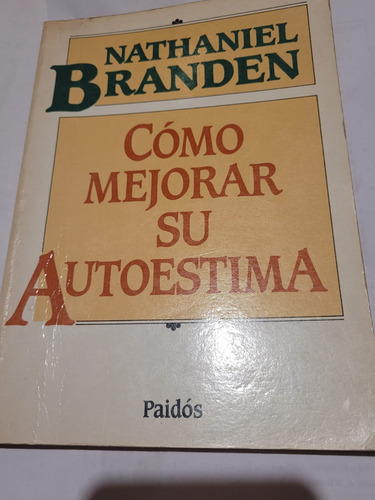 NATHANIEL
BRANDEN
CÓMO
MEJORAR
SU
AUTOESTIMA
Paidós